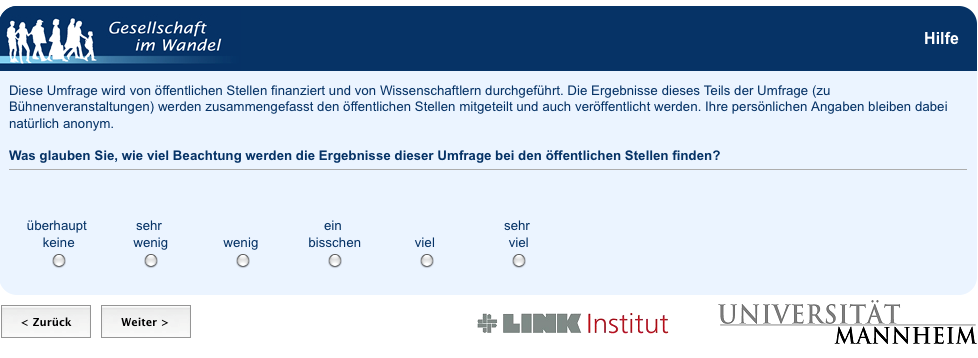 Gesellschaft
im Wandel
Hilfe
Diese Umfrage wird von öffentlichen Stellen finanziert und von Wissenschaftlern durchgeführt. Die Ergebnisse dieses Teils der Umfrage (zu
Bühnenveranstaltungen) werden zusammengefasst den öffentlichen Stellen mitgeteilt und auch veröffentlicht werden. Ihre persönlichen Angaben bleiben dabei
natürlich anonym.
Was glauben Sie, wie viel Beachtung werden die Ergebnisse dieser Umfrage bei den öffentlichen Stellen finden?
überhaupt sehr ein sehr
keine wenig wenig bisschen viel viel
< Zurück Weiter >
LINK Institut
UNIVERSITÄT
MANNHEIM